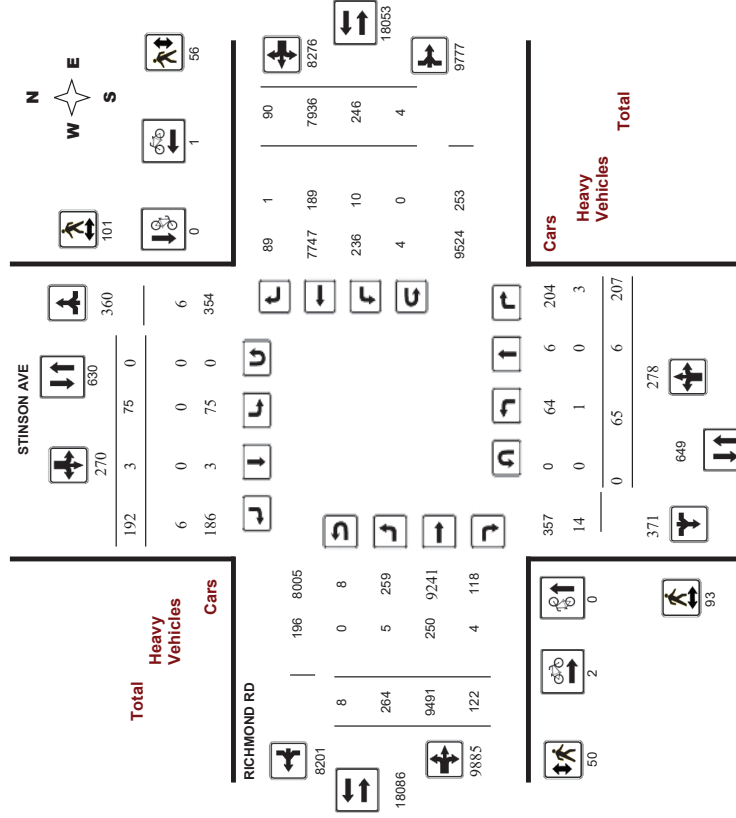 N
W E
S
STINSON AVE
101
56
0
1
270
630
360
192 3 75 0
6 0 0 0 6
186 3 75 0 354
Total
Heavy
Vehicles
Cars
89 1 90
7747 189 7936
236 10 246
4 0 4
9524 253
8276
18053
9777
RICHMOND RD
196 8005
8 0 8
264 5 259
9491 250 9241
122 4 118
8201
18086
9885
357 0 64 6 204
14 0 1 0 3
0 65 6 207
Cars
Heavy
Vehicles
Total
371
649
278
50
2
0
93